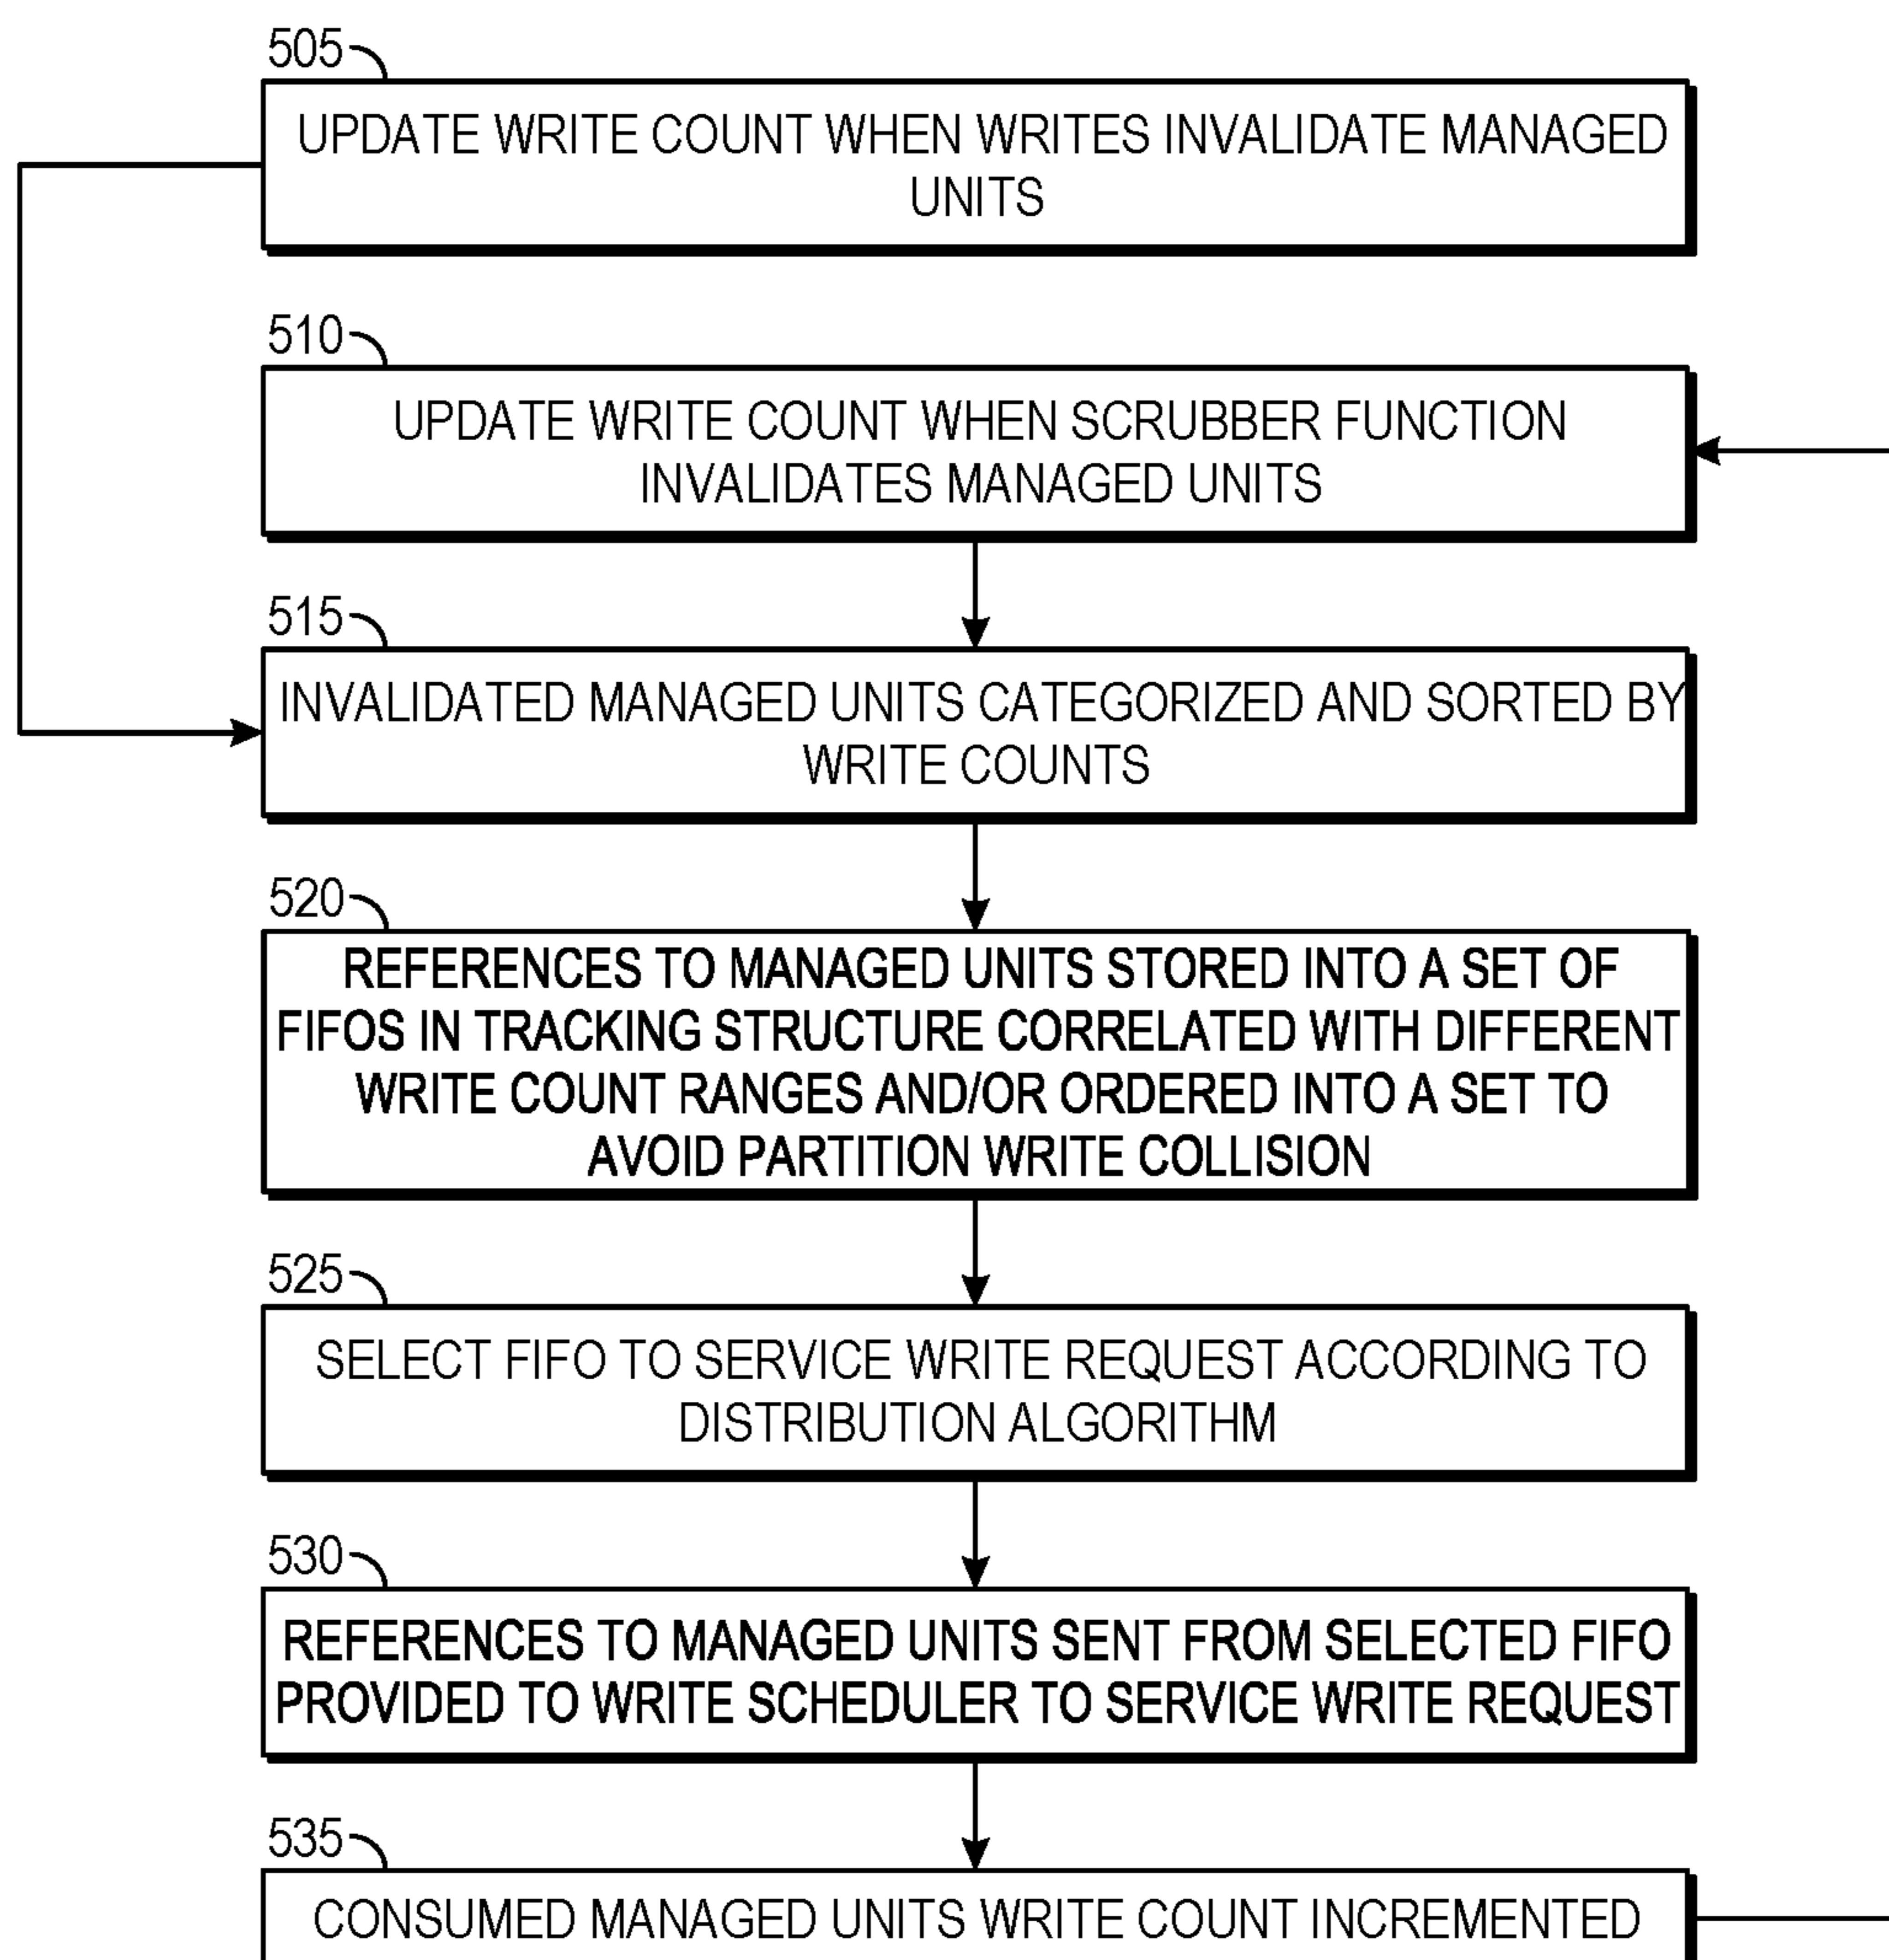 505
UPDATE WRITE COUNT WHEN WRITES INVALIDATE MANAGED
UNITS
510
UPDATE WRITE COUNT WHEN SCRUBBER FUNCTION
INVALIDATES MANAGED UNITS
515
INVALIDATED MANAGED UNITS CATEGORIZED AND SORTED BY
WRITE COUNTS
520
REFERENCES TO MANAGED UNITS STORED INTO A SET OF
FIFOS IN TRACKING STRUCTURE CORRELATED WITH DIFFERENT
WRITE COUNT RANGES AND/OR ORDERED INTO A SET TO
AVOID PARTITION WRITE COLLISION
525
SELECT FIFO TO SERVICE WRITE REQUEST ACCORDING TO
DISTRIBUTION ALGORITHM
530
REFERENCES TO MANAGED UNITS SENT FROM SELECTED FIFO
PROVIDED TO WRITE SCHEDULER TO SERVICE WRITE REQUEST
535
CONSUMED MANAGED UNITS WRITE COUNT INCREMENTED